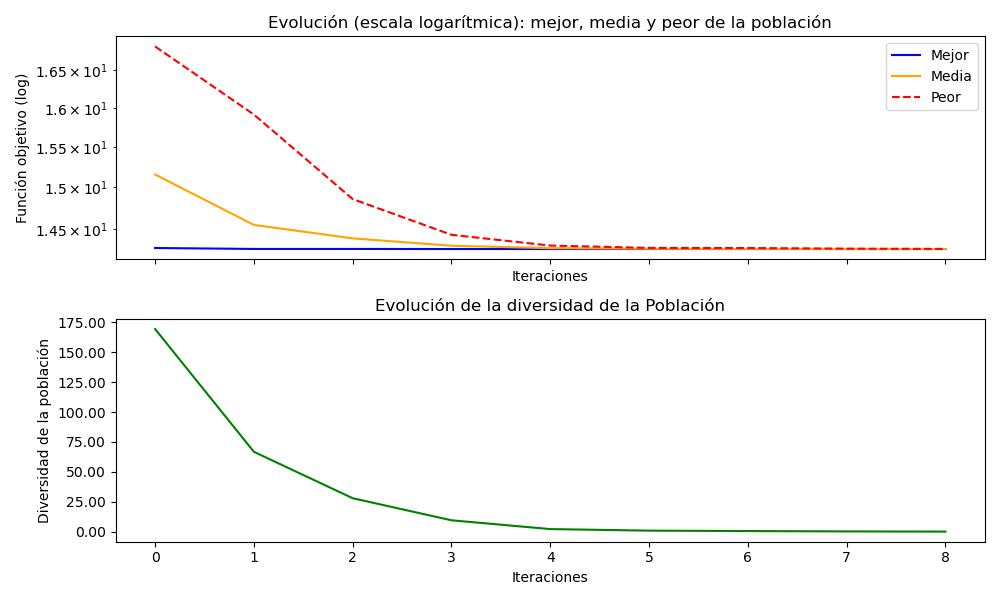 Evolución (escala logarítmica): mejor, media y peor de la población
Función objetivo (log)
1.65 × 10¹
1.6 × 10¹
1.55 × 10¹
1.5 × 10¹
1.45 × 10¹
Mejor
Media
Peor
Iteraciones
Evolución de la diversidad de la Población
Diversidad de la población
175.00
150.00
125.00
100.00
75.00
50.00
25.00
0.00
0 1 2 3 4 5 6 7 8
Iteraciones